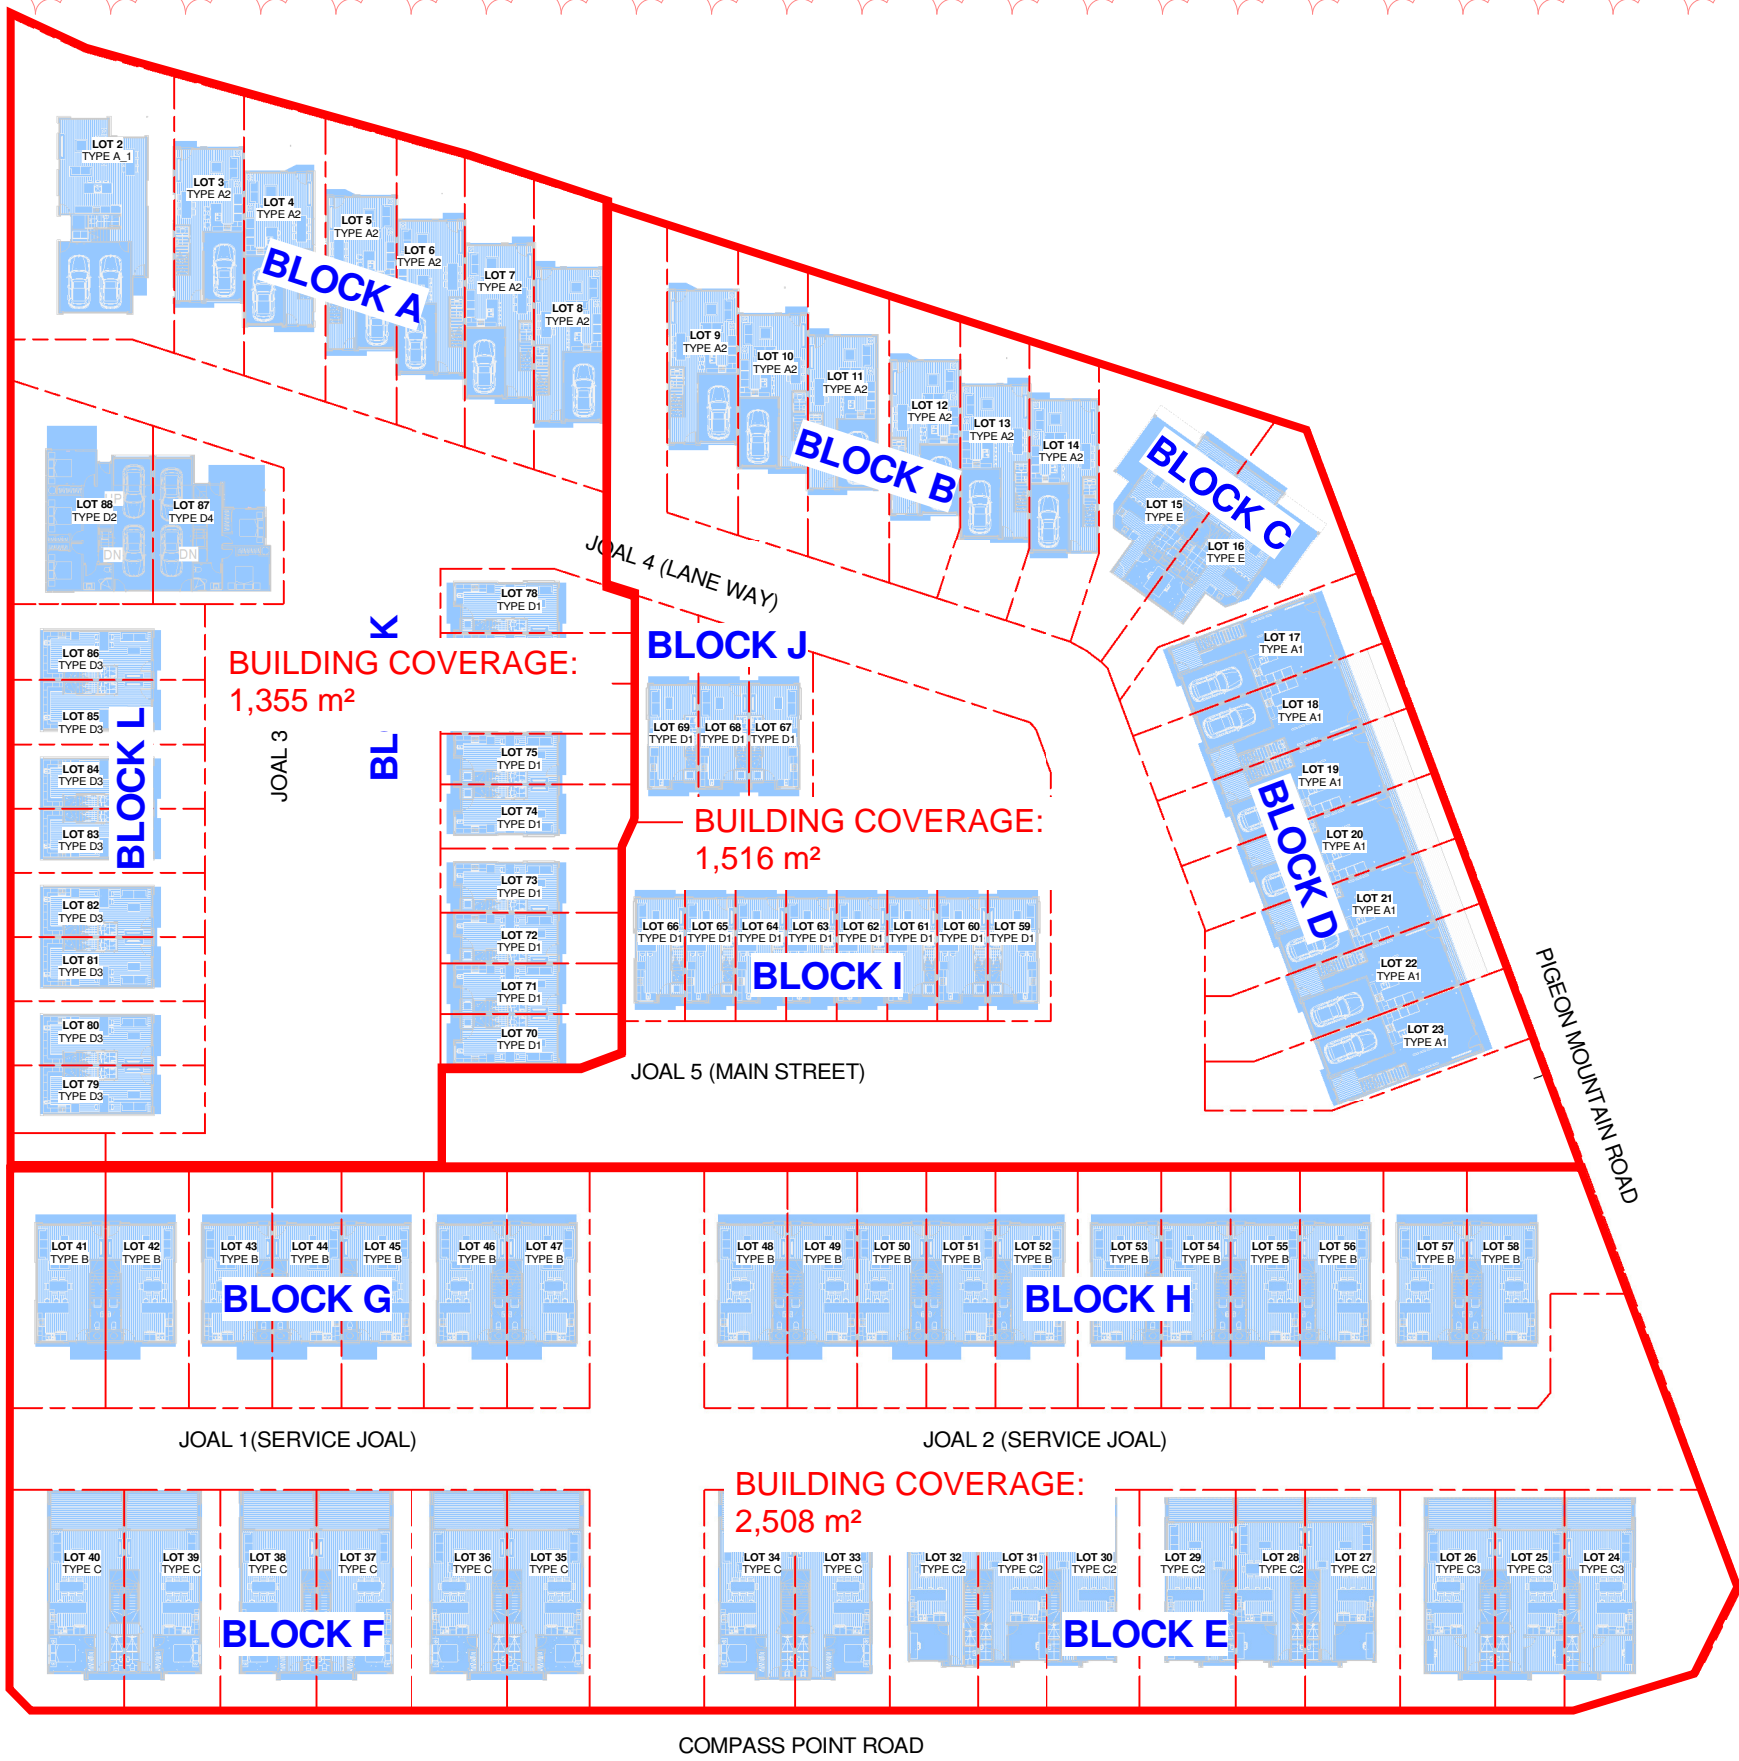 LOT 2
TYPE A_1
LOT 3
TYPE A2
LOT 4
TYPE A2
LOT 5
TYPE A2
LOT 6
TYPE A2
LOT 7
TYPE A2
LOT 8
TYPE A2
BLOCK A
LOT 9
TYPE A2
LOT 10
TYPE A2
LOT 11
TYPE A2
LOT 12
TYPE A2
LOT 13
TYPE A2
LOT 14
TYPE A2
BLOCK B
BLOCK C
LOT 15
TYPE E
LOT 16
TYPE E
LOT 88
TYPE D2
UP
DN
LOT 87
TYPE D4
DN
JOAL 4 (LANE WAY)
LOT 78
TYPE D1
BLOCK J
LOT 17
TYPE A1
LOT 18
TYPE A1
LOT 19
TYPE A1
LOT 20
TYPE A1
LOT 21
TYPE A1
LOT 22
TYPE A1
LOT 23
TYPE A1
BLOCK D
LOT 86
TYPE D3
LOT 85
TYPE D3
LOT 84
TYPE D3
LOT 83
TYPE D3
LOT 82
TYPE D3
LOT 81
TYPE D3
LOT 80
TYPE D3
LOT 79
TYPE D3
BLOCK L
JOAL 3
BUILDING COVERAGE:
1,355 m²
BL K
LOT 75
TYPE D1
LOT 74
TYPE D1
LOT 73
TYPE D1
LOT 72
TYPE D1
LOT 71
TYPE D1
LOT 70
TYPE D1
LOT 69
TYPE D1
LOT 68
TYPE D1
LOT 67
TYPE D1
BUILDING COVERAGE:
1,516 m²
LOT 66
TYPE D1
LOT 65
TYPE D1
LOT 64
TYPE D1
LOT 63
TYPE D1
LOT 62
TYPE D1
LOT 61
TYPE D1
LOT 60
TYPE D1
LOT 59
TYPE D1
BLOCK I
JOAL 5 (MAIN STREET)
PIGEON MOUNTAIN ROAD
LOT 41
TYPE B
LOT 42
TYPE B
LOT 43
TYPE B
LOT 44
TYPE B
LOT 45
TYPE B
LOT 46
TYPE B
LOT 47
TYPE B
BLOCK G
LOT 48
TYPE B
LOT 49
TYPE B
LOT 50
TYPE B
LOT 51
TYPE B
LOT 52
TYPE B
LOT 53
TYPE B
LOT 54
TYPE B
LOT 55
TYPE B
LOT 56
TYPE B
LOT 57
TYPE B
LOT 58
TYPE B
BLOCK H
JOAL 1(SERVICE JOAL)
JOAL 2 (SERVICE JOAL)
BUILDING COVERAGE:
2,508 m²
LOT 40
TYPE C
LOT 39
TYPE C
LOT 38
TYPE C
LOT 37
TYPE C
LOT 36
TYPE C
LOT 35
TYPE C
BLOCK F
LOT 34
TYPE C
LOT 33
TYPE C
LOT 32
TYPE C2
LOT 31
TYPE C2
LOT 30
TYPE C2
LOT 29
TYPE C2
LOT 28
TYPE C2
LOT 27
TYPE C2
LOT 26
TYPE C3
LOT 25
TYPE C3
LOT 24
TYPE C3
BLOCK E
COMPASS POINT ROAD